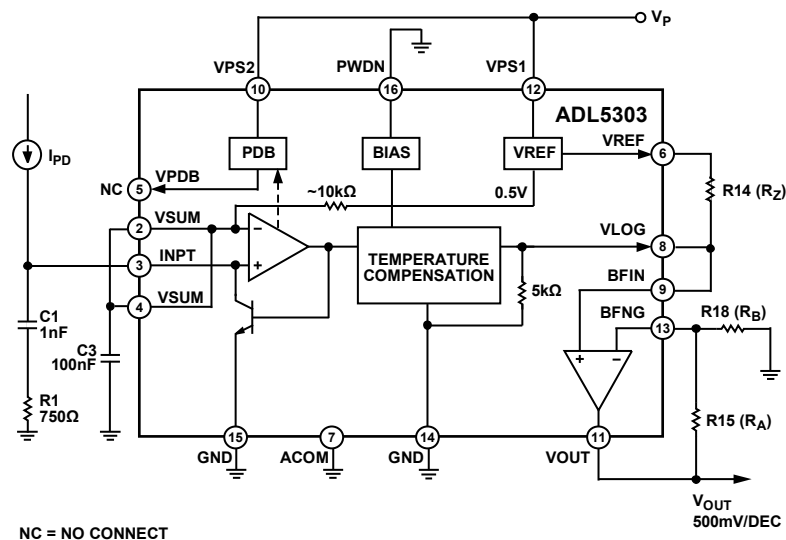 VP
VPS2
PWDN
VPS1
10
16
12
ADL5303
PDB
BIAS
VREF
VREF
6
IPD
VPDB
NC
5
~10kΩ
0.5V
R14 (RZ)
VSUM
2
−
VLOG
8
INPT
3
+
TEMPERATURE
COMPENSATION
BFIN
9
VSUM
4
5kΩ
BFNG
13
R18 (RB)
C1
1nF
C3
100nF
+
−
R1
750Ω
R15 (RA)
15
7
14
11
GND
ACOM
GND
VOUT
VOUT
500mV/DEC
NC = NO CONNECT